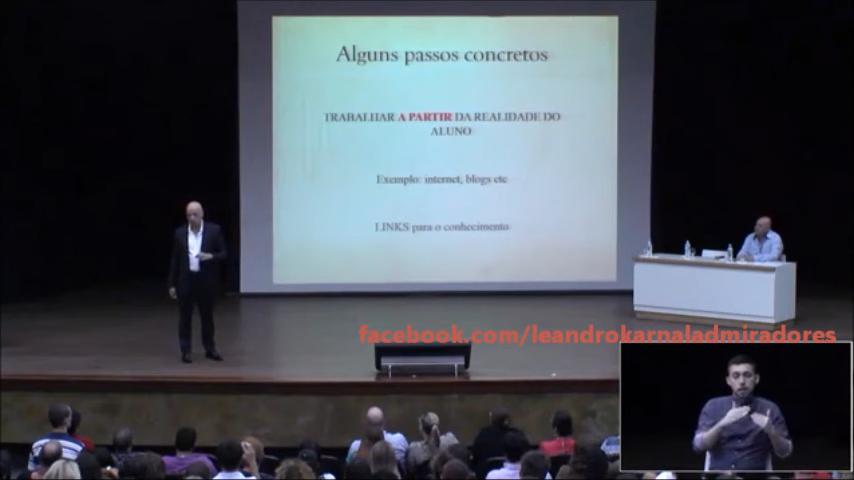 Alguns passos concretos
TRABALHAR A PARTIR DA REALIDADE DO
ALUNO
Exemplo: internet, blogs etc
LINKS para o conhecimento
facebook.com/leandrokarnaladmiradores